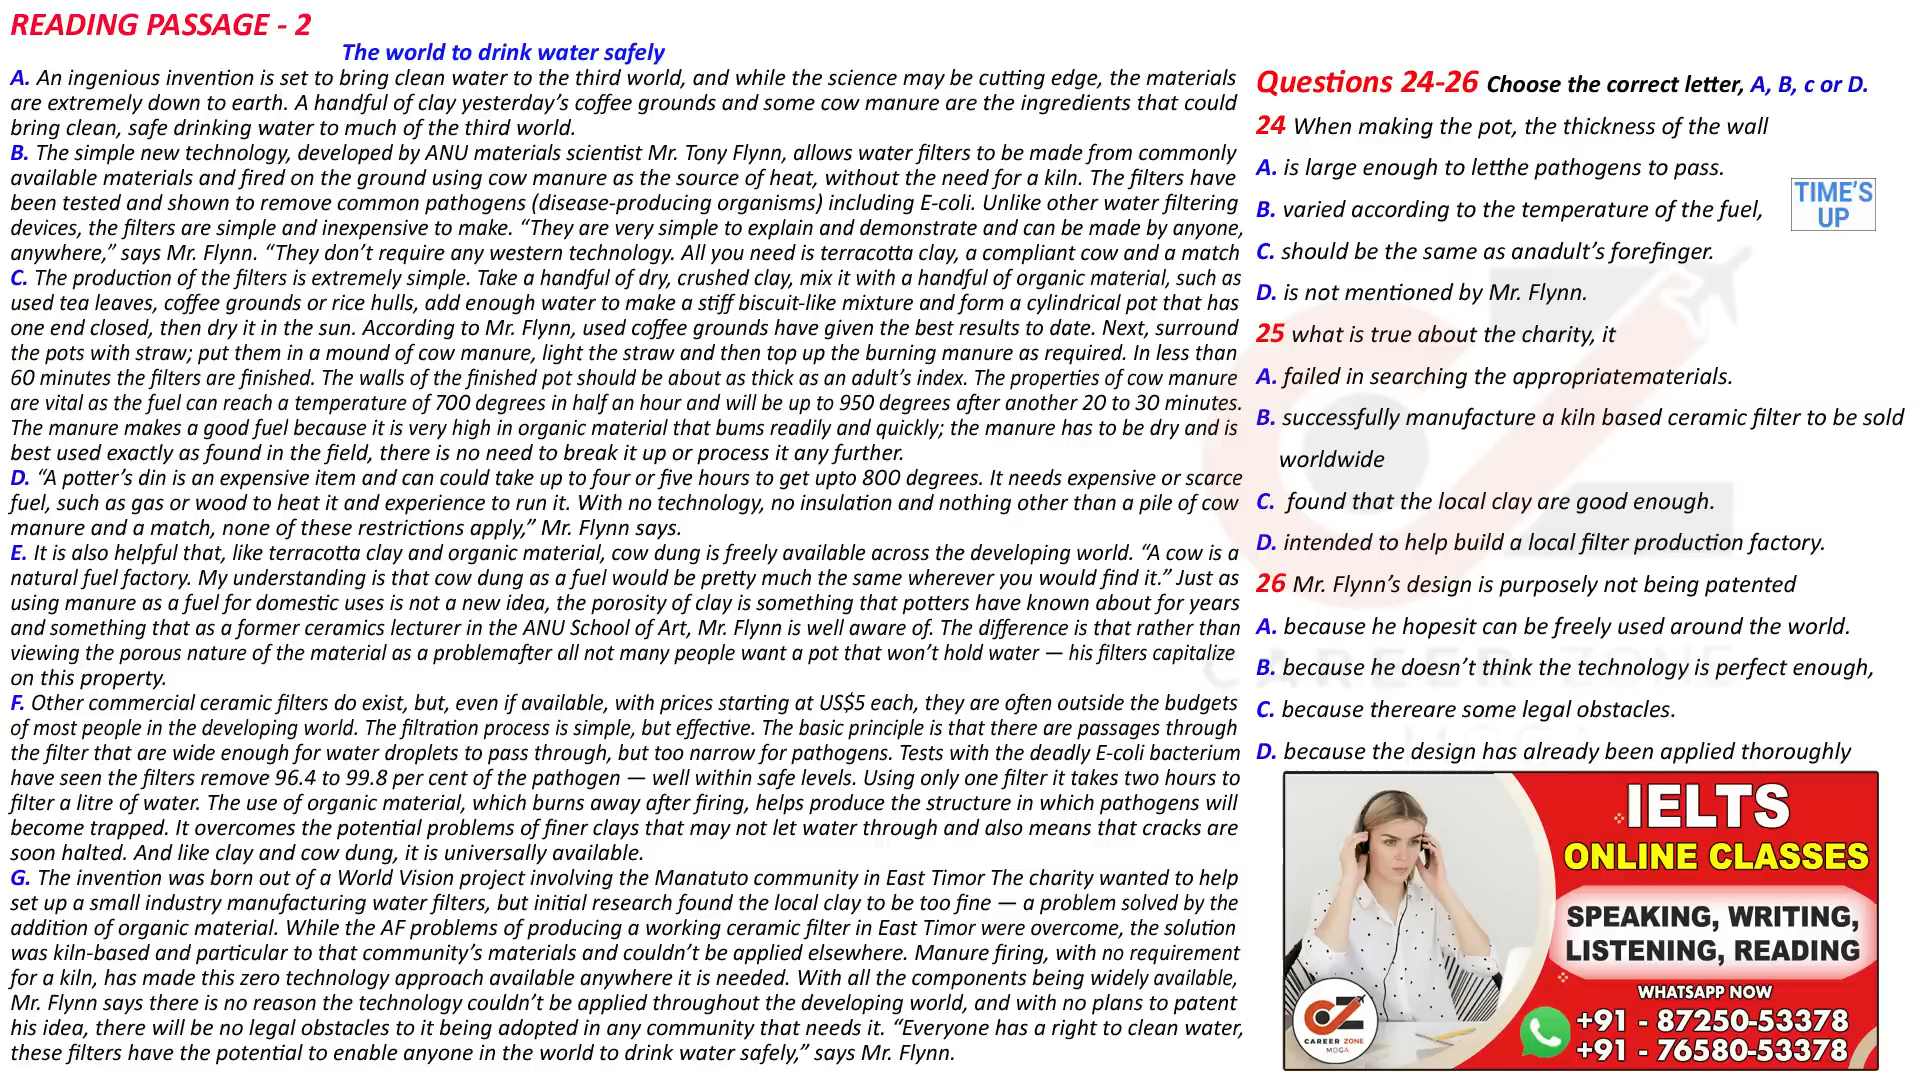 READING PASSAGE - 2
The world to drink water safely
A. An ingenious invention is set to bring clean water to the third world, and while the science may be cutting edge, the materials
are extremely down to earth. A handful of clay yesterday's coffee grounds and some cow manure are the ingredients that could
bring clean, safe drinking water to much of the third world.
B. The simple new technology, developed by ANU materials scientist Mr. Tony Flynn, allows water filters to be made from commonly
available materials and fired on the ground using cow manure as the source of heat, without the need for a kiln. The filters have
been tested and shown to remove common pathogens (disease-producing organisms) including E-coli. Unlike other water filtering
devices, the filters are simple and inexpensive to make. "They are very simple to explain and demonstrate and can be made by anyone,
anywhere," says Mr. Flynn. "They don't require any western technology. All you need is terracotta clay, a compliant cow and a match
C. The production of the filters is extremely simple. Take a handful of dry, crushed clay, mix it with a handful of organic material, such as
used tea leaves, coffee grounds or rice hulls, add enough water to make a stiff biscuit-like mixture and form a cylindrical pot that has
one end closed, then dry it in the sun. According to Mr. Flynn, used coffee grounds have given the best results to date. Next, surround
the pots with straw; put them in a mound of cow manure, light the straw and then top up the burning manure as required. In less than
60 minutes the filters are finished. The walls of the finished pot should be about as thick as an adult's index. The properties of cow manure
are vital as the fuel can reach a temperature of 700 degrees in half an hour and will be up to 950 degrees after another 20 to 30 minutes.
The manure makes a good fuel because it is very high in organic material that bums readily and quickly; the manure has to be dry and is
best used exactly as found in the field, there is no need to break it up or process it any further.
D. "A potter's din is an expensive item and can could take up to four or five hours to get upto 800 degrees. It needs expensive or scarce
fuel, such as gas or wood to heat it and experience to run it. With no technology, no insulation and nothing other than a pile of cow
manure and a match, none of these restrictions apply," Mr. Flynn says.
E. It is also helpful that, like terracotta clay and organic material, cow dung is freely available across the developing world. "A cow is a
natural fuel factory. My understanding is that cow dung as a fuel would be pretty much the same wherever you would find it." Just as
using manure as a fuel for domestic uses is not a new idea, the porosity of clay is something that potters have known about for years
and something that as a former ceramics lecturer in the ANU School of Art, Mr. Flynn is well aware of. The difference is that rather than
viewing the porous nature of the material as a problemafter all not many people want a pot that won't hold water — his filters capitalize
on this property.
F. Other commercial ceramic filters do exist, but, even if available, with prices starting at US$5 each, they are often outside the budgets
of most people in the developing world. The filtration process is simple, but effective. The basic principle is that there are passages through
the filter that are wide enough for water droplets to pass through, but too narrow for pathogens. Tests with the deadly E-coli bacterium
have seen the filters remove 96.4 to 99.8 per cent of the pathogen — well within safe levels. Using only one filter it takes two hours to
filter a litre of water. The use of organic material, which burns away after firing, helps produce the structure in which pathogens will
become trapped. It overcomes the potential problems of finer clays that may not let water through and also means that cracks are
soon halted. And like clay and cow dung, it is universally available.
G. The invention was born out of a World Vision project involving the Manatuto community in East Timor The charity wanted to help
set up a small industry manufacturing water filters, but initial research found the local clay to be too fine — a problem solved by the
addition of organic material. While the AF problems of producing a working ceramic filter in East Timor were overcome, the solution
was kiln-based and particular to that community's materials and couldn't be applied elsewhere. Manure firing, with no requirement
for a kiln, has made this zero technology approach available anywhere it is needed. With all the components being widely available,
Mr. Flynn says there is no reason the technology couldn't be applied throughout the developing world, and with no plans to patent
his idea, there will be no legal obstacles to it being adopted in any community that needs it. "Everyone has a right to clean water,
these filters have the potential to enable anyone in the world to drink water safely," says Mr. Flynn.
Questions 24-26 Choose the correct letter, A, B, c or D.
24 When making the pot, the thickness of the wall
A. is large enough to letthe pathogens to pass.
B. varied according to the temperature of the fuel,
C. should be the same as anadult's forefinger.
D. is not mentioned by Mr. Flynn.
25 what is true about the charity, it
A. failed in searching the appropriatematerials.
B. successfully manufacture a kiln based ceramic filter to be sold
worldwide
C. found that the local clay are good enough.
D. intended to help build a local filter production factory.
26 Mr. Flynn's design is purposely not being patented
A. because he hopesit can be freely used around the world.
B. because he doesn't think the technology is perfect enough,
C. because thereare some legal obstacles.
D. because the design has already been applied thoroughly
TIME'S
UP
CAREER ZONE
MOGA
IELTS
ONLINE CLASSES
SPEAKING, WRITING,
LISTENING, READING
WHATSAPP NOW
+91 - 87250-53378
+91 - 76580-53378
CAREER ZONE
MOGA